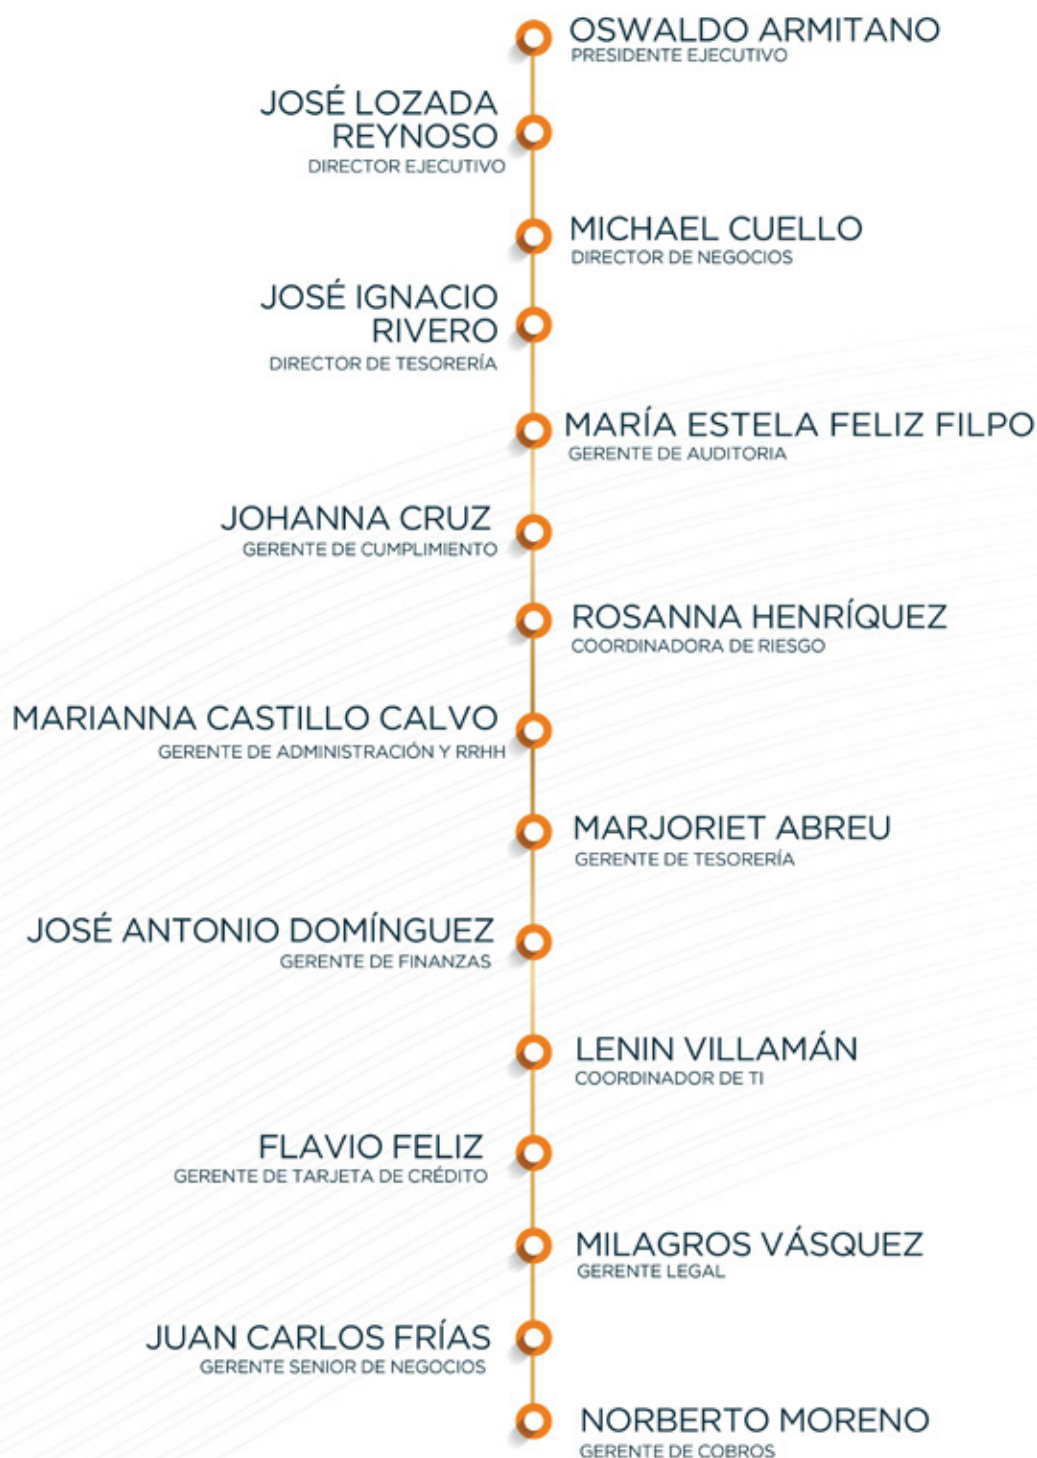 OSWALDO ARMITANO
PRESIDENTE EJECUTIVO
JOSÉ LOZADA
REYNOSO
DIRECTOR EJECUTIVO
MICHAEL CUELLO
DIRECTOR DE NEGOCIOS
JOSÉ IGNACIO
RIVERO
DIRECTOR DE TESORERÍA
MARÍA ESTELA FELIZ FILPO
GERENTE DE AUDITORIA
JOHANNA CRUZ
GERENTE DE CUMPLIMIENTO
ROSANNA HENRÍQUEZ
COORDINADORA DE RIESGO
MARIANNA CASTILLO CALVO
GERENTE DE ADMINISTRACIÓN Y RRHH
MARJORIET ABREU
GERENTE DE TESORERÍA
JOSÉ ANTONIO DOMÍNGUEZ
GERENTE DE FINANZAS
LENIN VILLAMÁN
COORDINADOR DE TI
FLAVIO FELIZ
GERENTE DE TARJETA DE CRÉDITO
MILAGROS VÁSQUEZ
GERENTE LEGAL
JUAN CARLOS FRÍAS
GERENTE SENIOR DE NEGOCIOS
NORBERTO MORENO
GERENTE DE COBROS